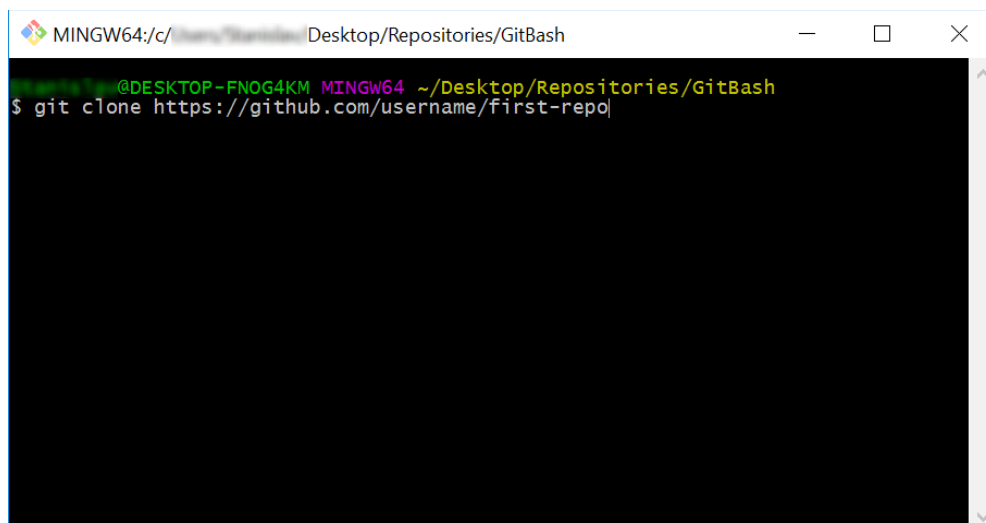 MINGW64:/c/ Desktop/Repositories/GitBash
@DESKTOP-FNOG4KM MINGW64 ~/Desktop/Repositories/GitBash
$ git clone https://github.com/username/first-repo